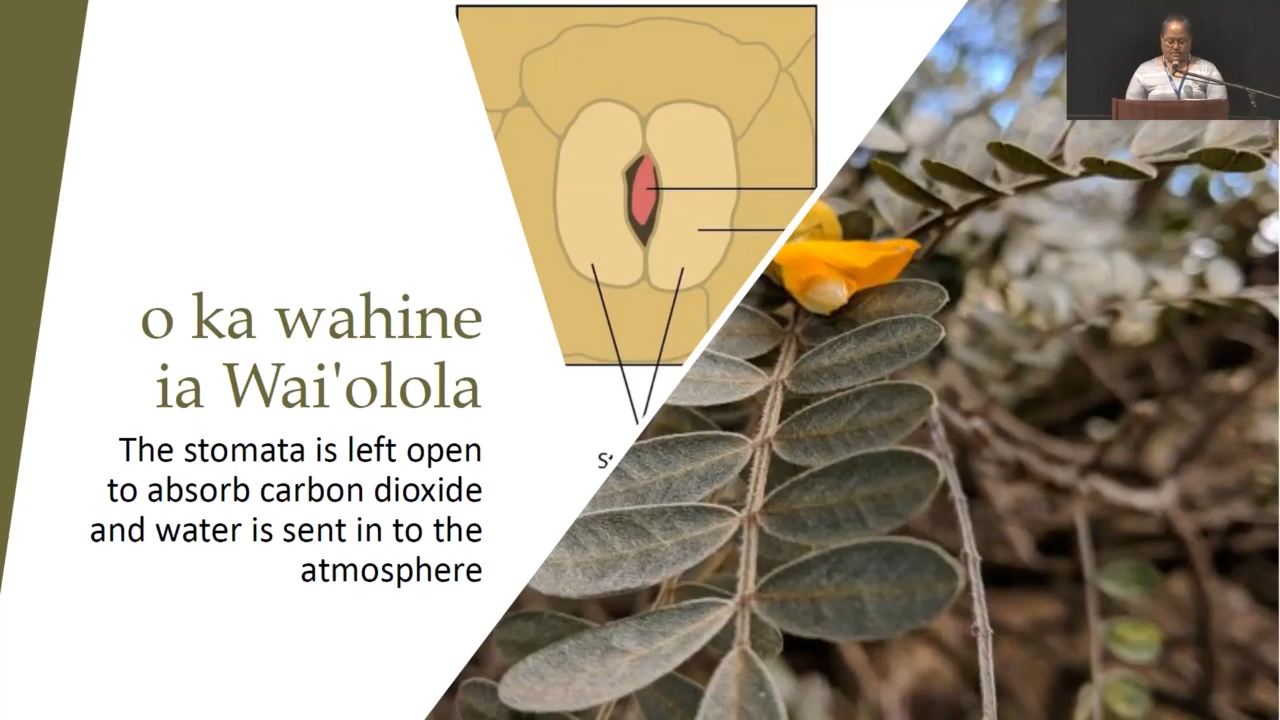 o ka wahine
ia Wai'olola
The stomata is left open
to absorb carbon dioxide
and water is sent in to the
atmosphere